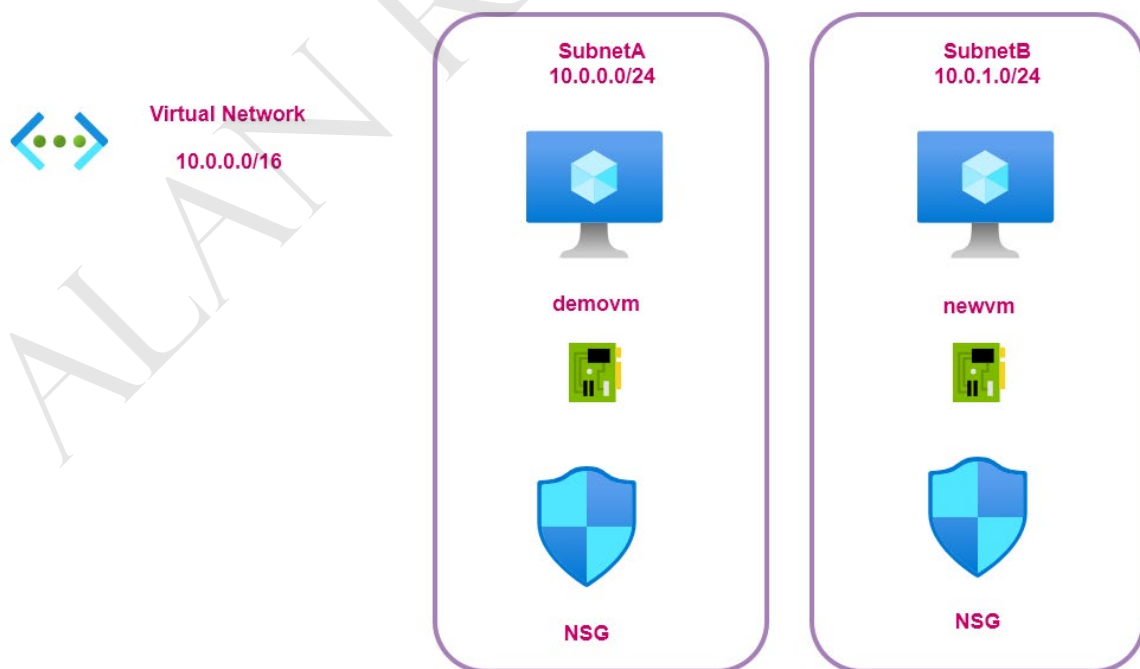 Virtual Network
10.0.0.0/16
SubnetA
10.0.0.0/24
demovm
NSG
SubnetB
10.0.1.0/24
newvm
NSG
ALAN R